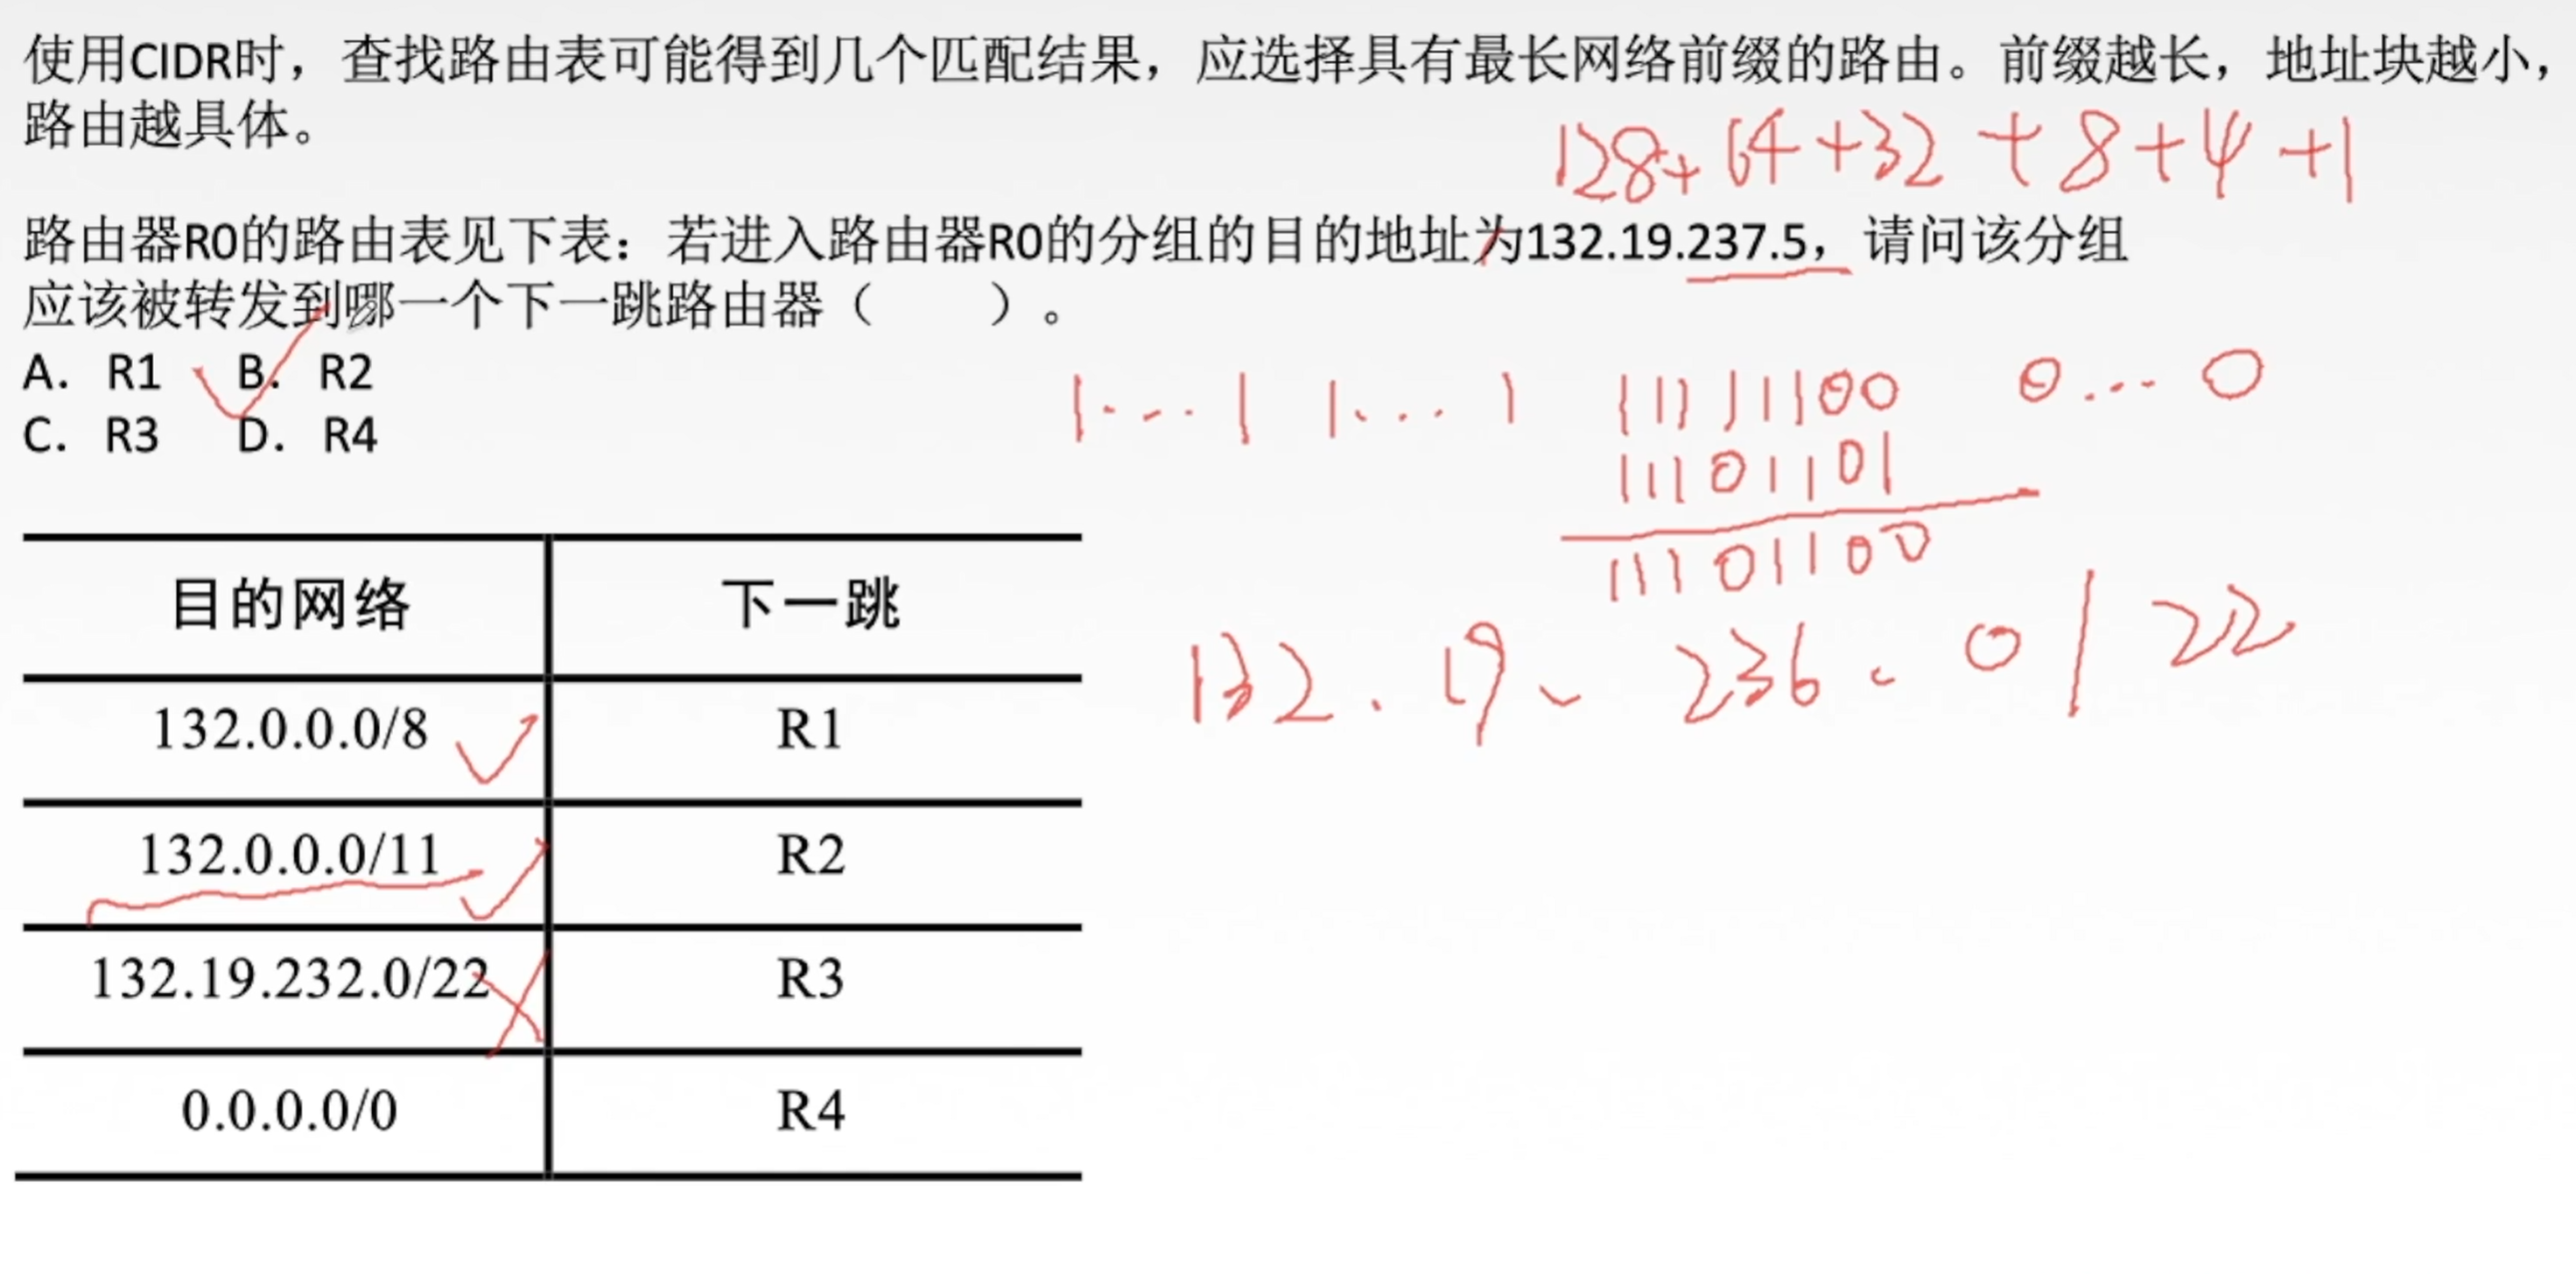 使用CIDR时，查找路由表可能得到几个匹配结果，应选择具有最长网络前缀的路由。前缀越长，地址块越小，
路由越具体。
128+64+32+8+4+1
路由器R0的路由表见下表：若进入路由器R0的分组的目的地址为132.19.237.5，请问该分组
应该被转发到哪一个下一跳路由器（　　）。
A. R1 B. R2
C. R3 D. R4
1...1 1...1 11111100 0...0
11101101
11101100
132.19.236.0/22
目的网络 下一跳
132.0.0.0/8 R1
132.0.0.0/11 R2
132.19.232.0/22 R3
0.0.0.0/0 R4